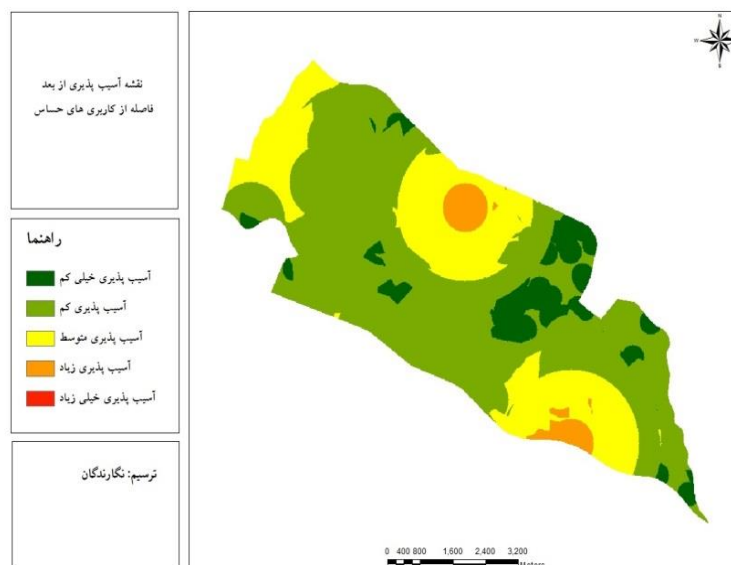 نقشه آسیب پذیری از بعد
فاصله از کاربری های حساس
راهنما
آسیب پذیری خیلی کم
آسیب پذیری کم
آسیب پذیری متوسط
آسیب پذیری زیاد
آسیب پذیری خیلی زیاد
ترسیم: نگارندگان
N
W
S
0 400 800 1,600 2,400 3,200
Meters